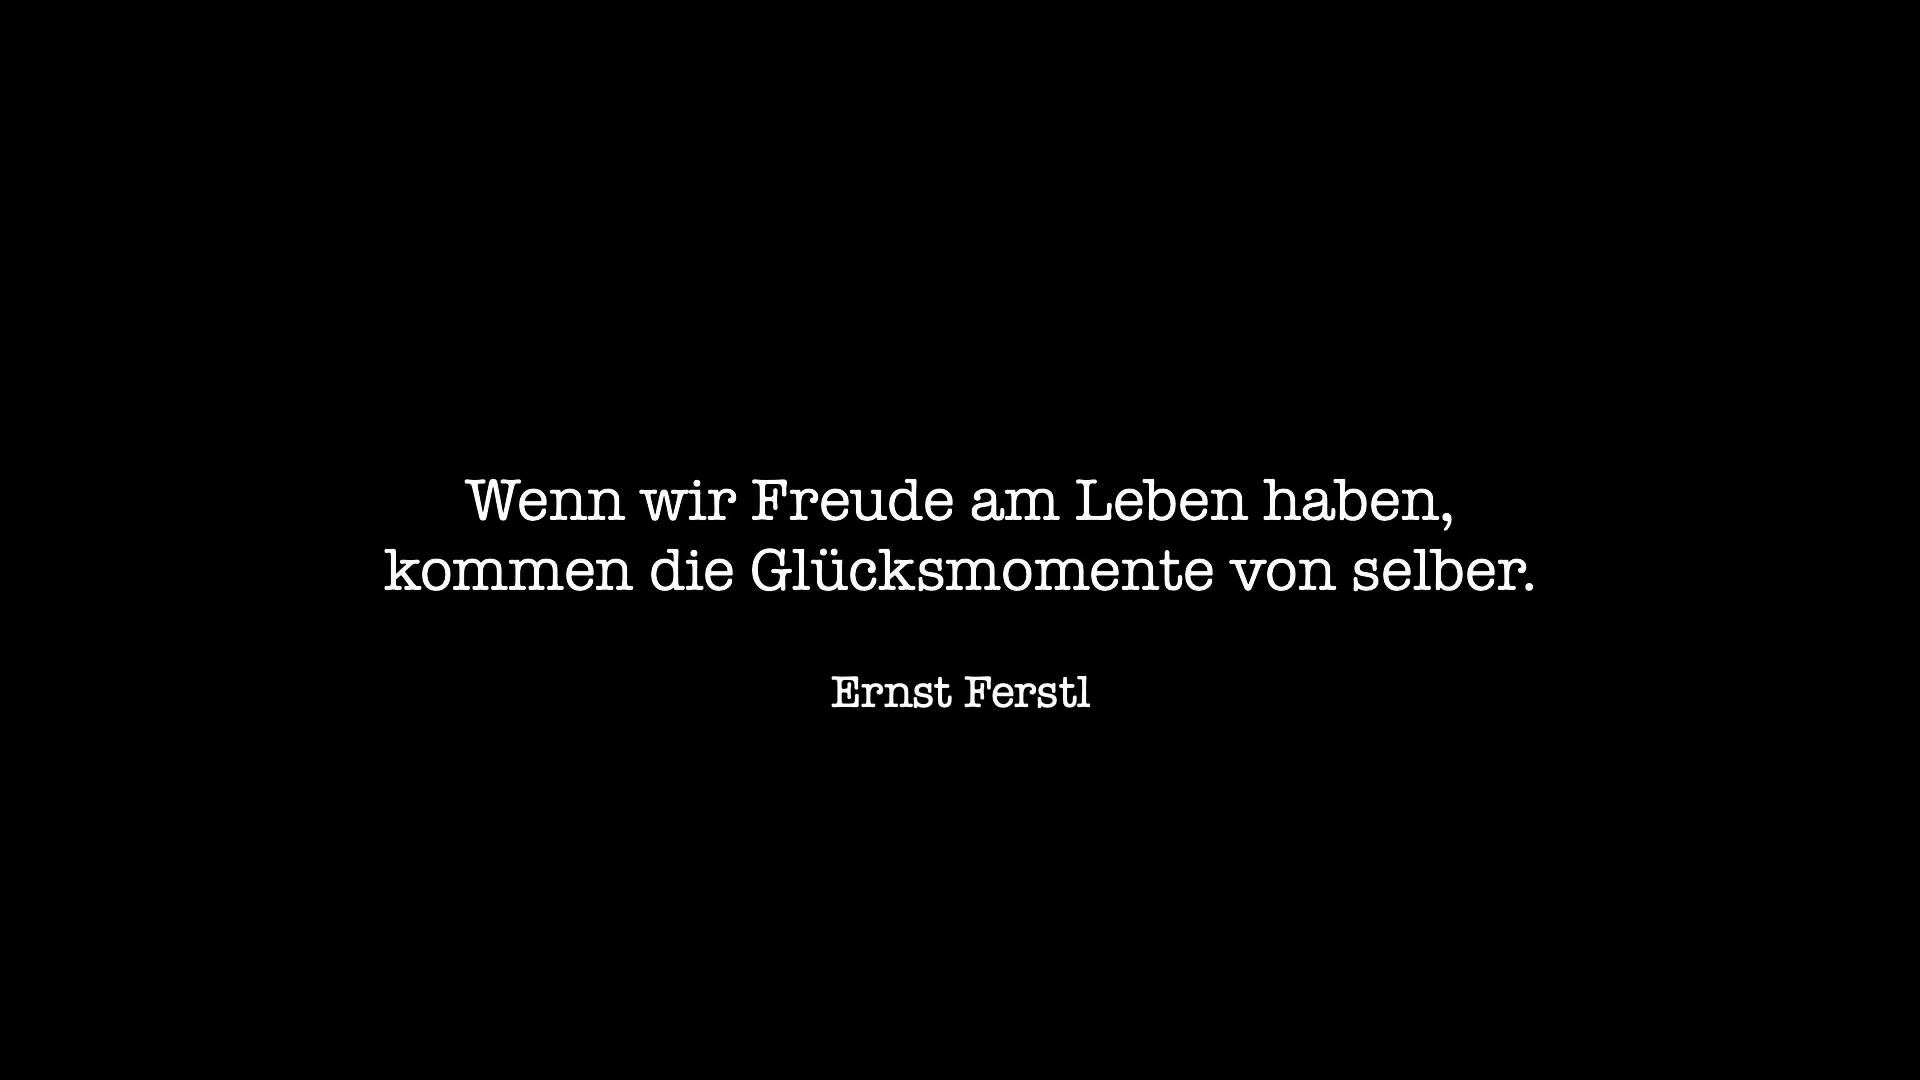 Wenn wir Freude am Leben haben,
kommen die Glücksmomente von selber.
Ernst Ferstl